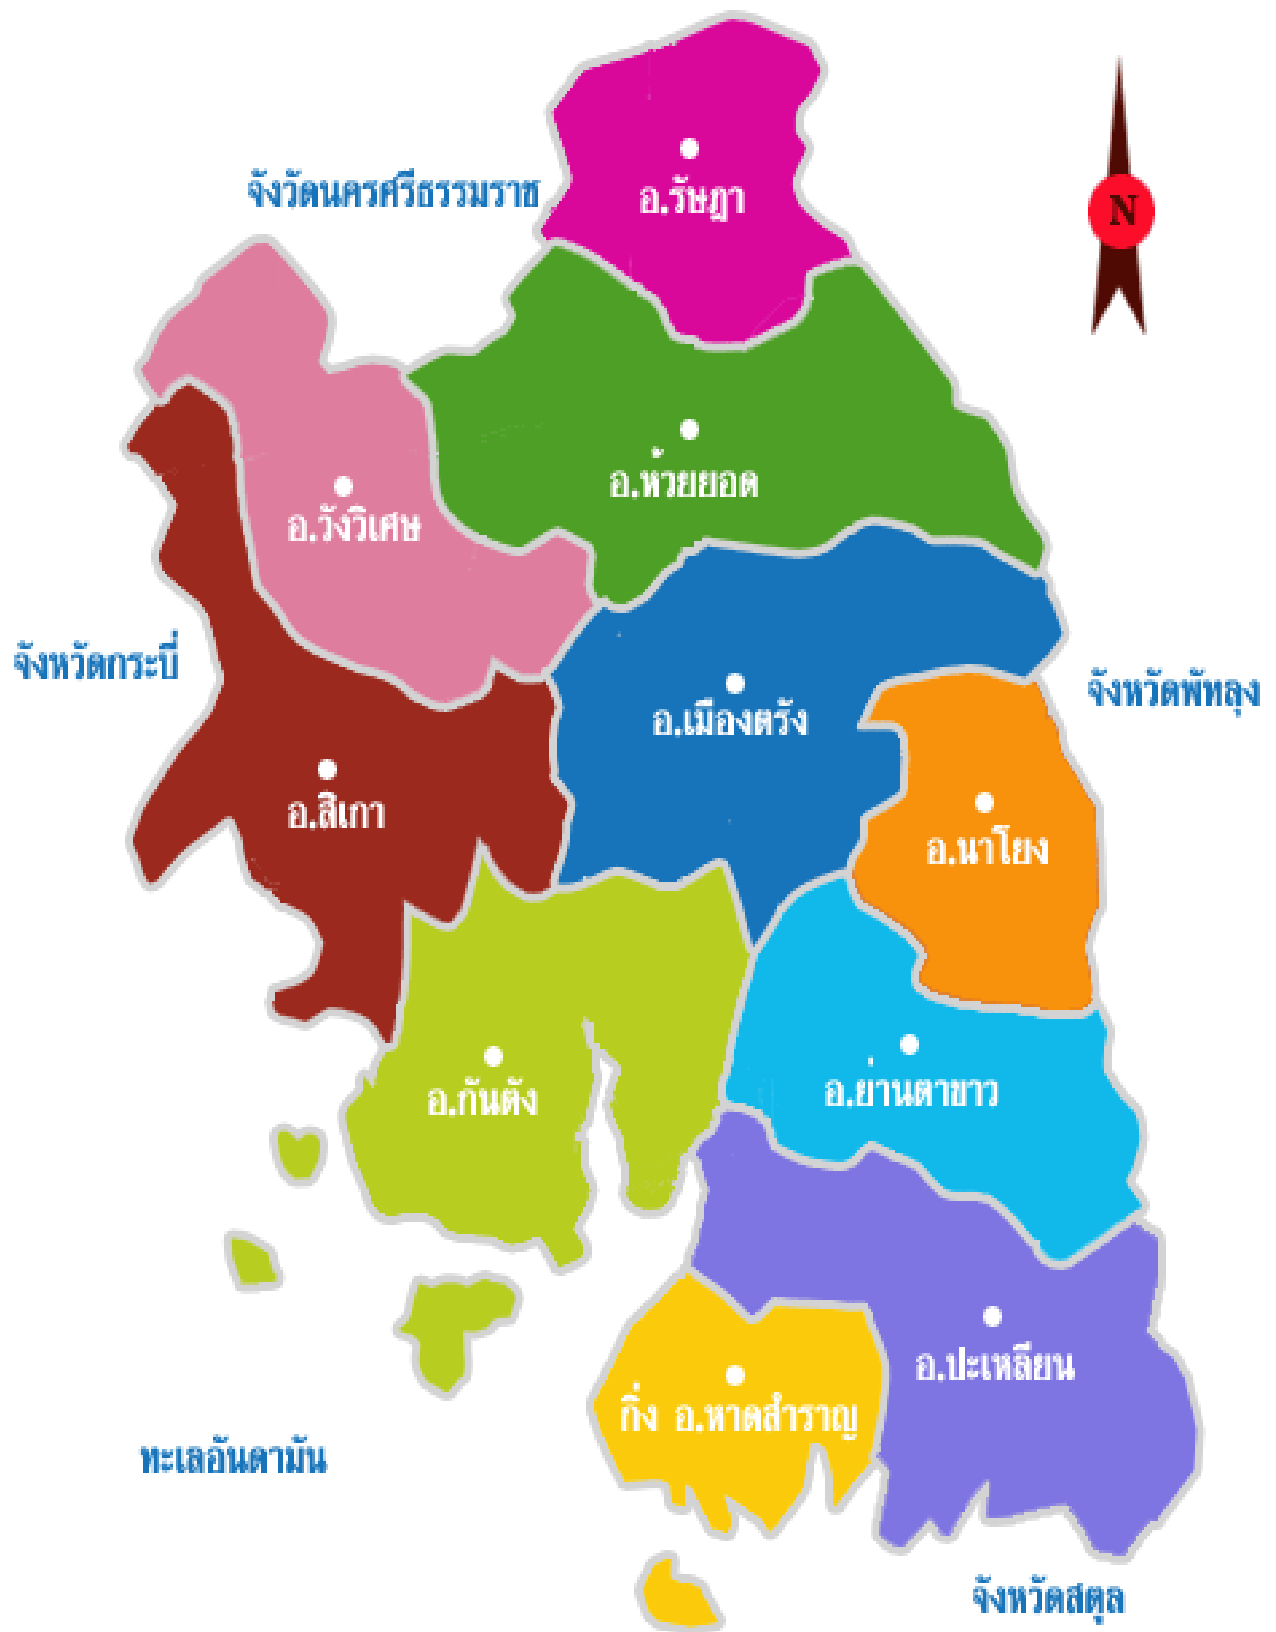 จังวัดนครศรีธรรมราช
อ.รัษฎา
N
อ.ห้วยยอด
อ.วังวิเศษ
จังหวัดกระบี่
จังหวัดพัทลุง
อ.เมืองตรัง
อ.สิเกา
อ.นาโยง
อ.กันตัง
อ.ย่านตาขาว
อ.ปะเหลียน
กิ่ง อ.หาดสำราญ
ทะเลอันดามัน
จังหวัดสตูล